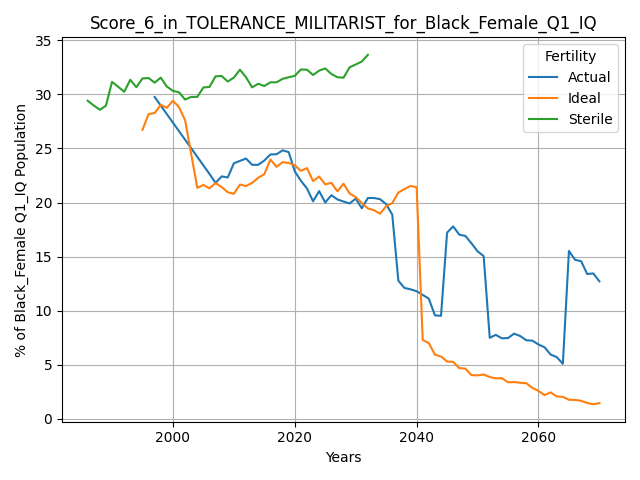 Score_6_in_TOLERANCE_MILITARIST_for_Black_Female_Q1_IQ
Fertility
Actual
Ideal
Sterile
% of Black_Female Q1_IQ Population
35
30
25
20
15
10
5
0
2000
2020
2040
2060
Years